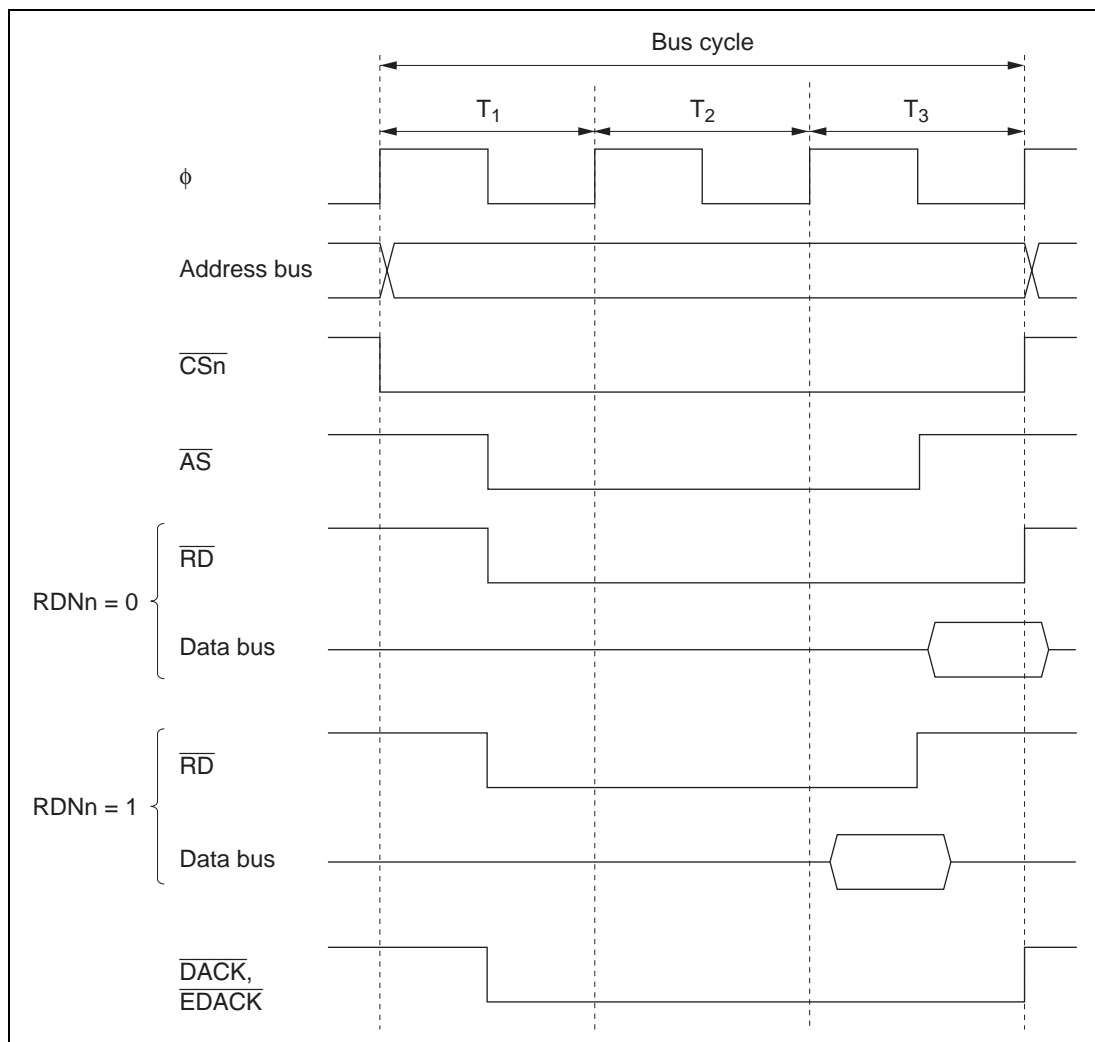 Bus cycle
T1 T2 T3
ϕ
Address bus
CSn
AS
RD
RDNn = 0
Data bus
RD
RDNn = 1
Data bus
DACK,
EDACK